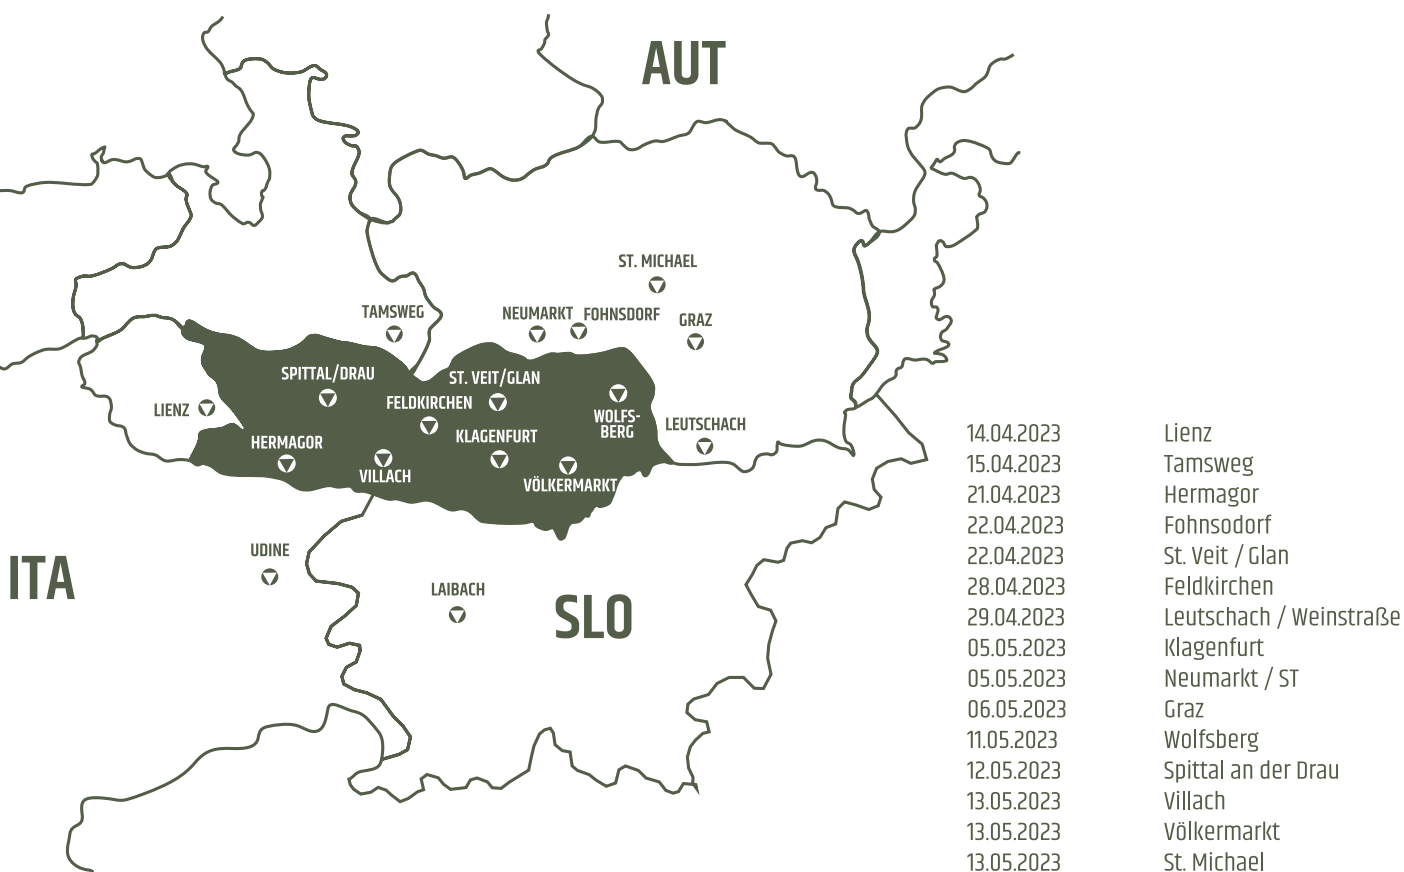 AUT
ST. MICHAEL
TAMSWEG
NEUMARKT
FOHNSDORF
GRAZ
SPITTAL/DRAU
ST. VEIT/GLAN
LIENZ
FELDKIRCHEN
WOLFS-
BERG
LEUTSCHACH
HERMAGOR
KLAGENFURT
VILLACH
VÖLKERMARKT
UDINE
ITA
LAIBACH
SLO
14.04.2023 Lienz
15.04.2023 Tamsweg
21.04.2023 Hermagor
22.04.2023 Fohnsodorf
22.04.2023 St. Veit / Glan
28.04.2023 Feldkirchen
29.04.2023 Leutschach / Weinstraße
05.05.2023 Klagenfurt
05.05.2023 Neumarkt / ST
06.05.2023 Graz
11.05.2023 Wolfsberg
12.05.2023 Spittal an der Drau
13.05.2023 Villach
13.05.2023 Völkermarkt
13.05.2023 St. Michael